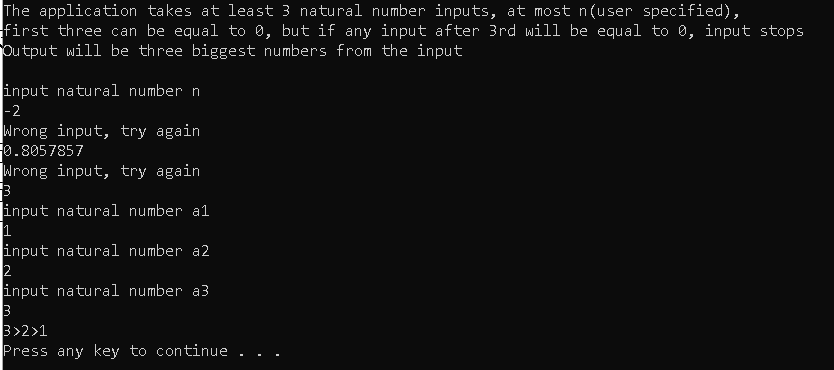 The application takes at least 3 natural number inputs, at most n(user specified),
first three can be equal to 0, but if any input after 3rd will be equal to 0, input stops
Output will be three biggest numbers from the input
input natural number n
-2
Wrong input, try again
0.8057857
Wrong input, try again
3
input natural number a1
1
input natural number a2
2
input natural number a3
3
3>2>1
Press any key to continue . . .